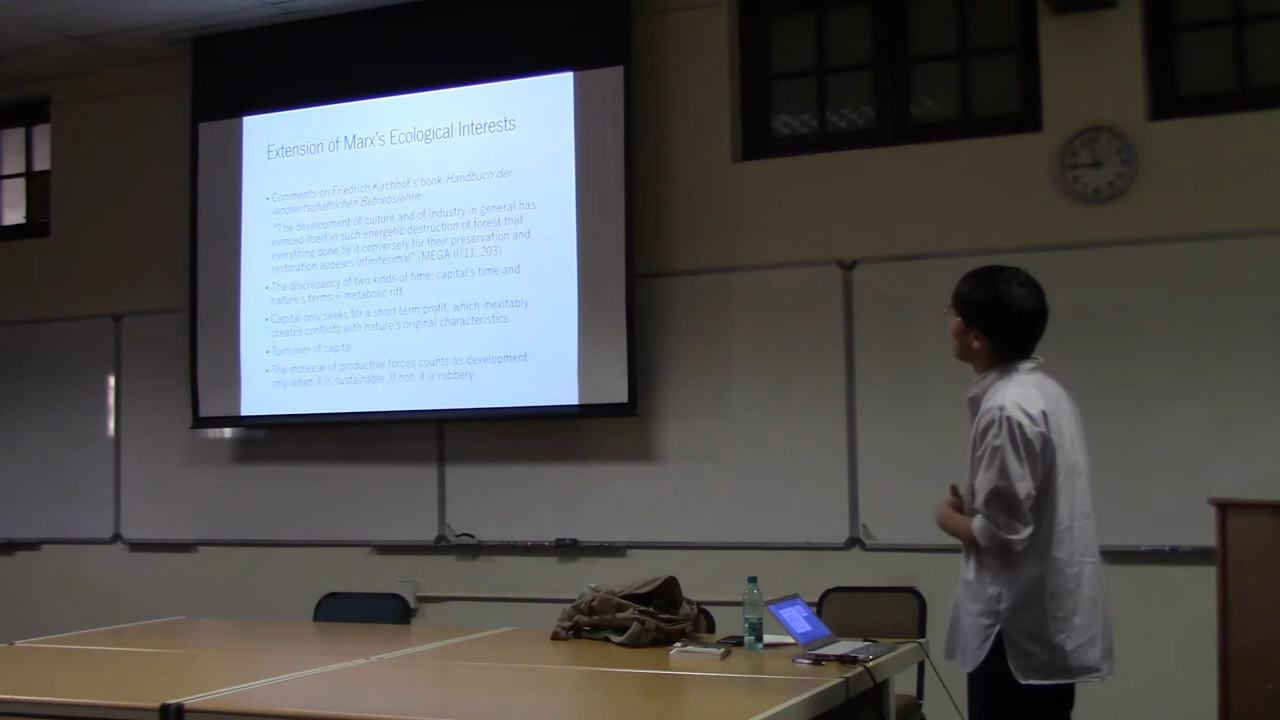 Extension of Marx's Ecological Interests
• Comments on Friedrich Kirchhof's book Handbuch der
landwirtschaftlichen Betriebslehre:
"The development of culture and of industry in general has
evinced itself in such energetic destruction of forest that
everything done by it conversely for their preservation and
restoration appears infinitesimal" (MEGA II/11, 203)
• The discrepancy of two kinds of time: capital's time and
nature's terms = metabolic rift
• Capital only seeks for a short term profit, which inevitably
creates conflicts with nature's original characteristics
• Turn over of capital
• The increase of productive forces counts as development
only when it is sustainable. If not, it is robbery.